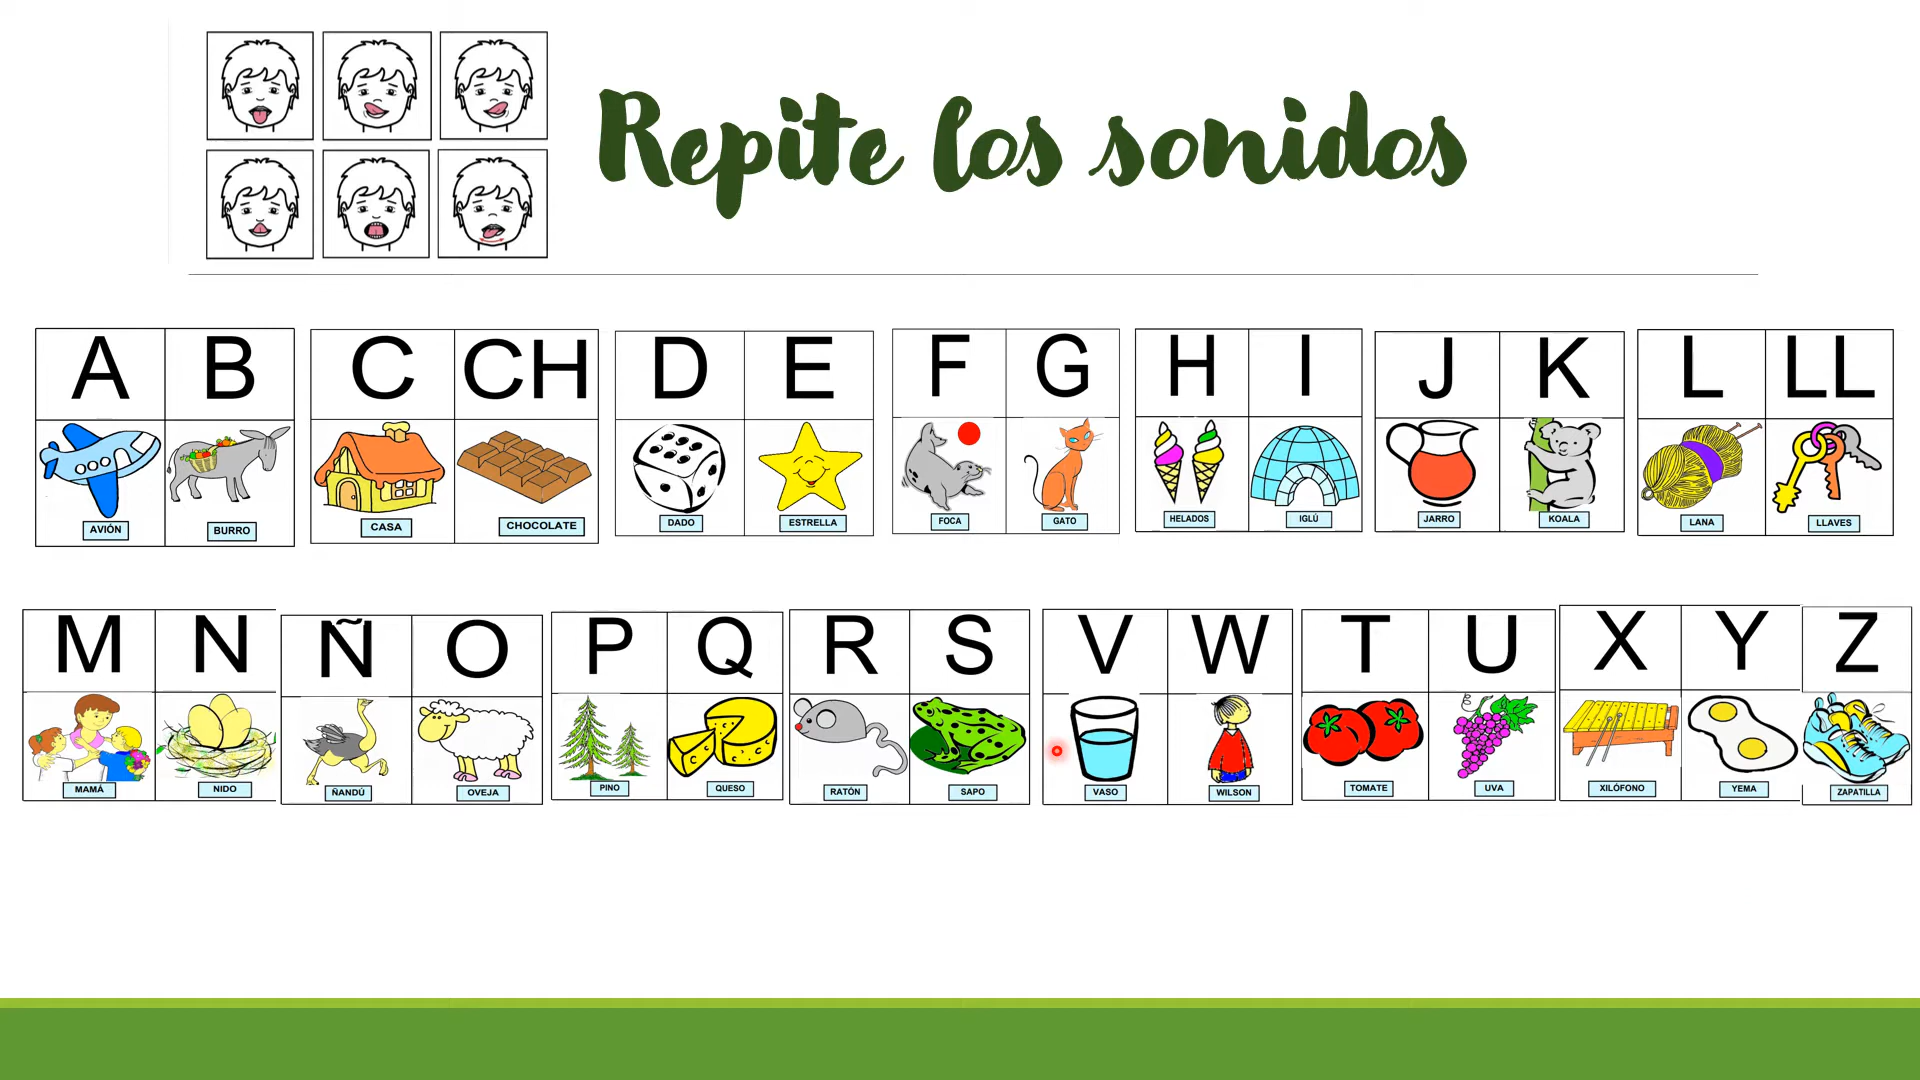 Repite los sonidos
A B C CH D E F G H I J K L LL
AVIÓN BURRO CASA CHOCOLATE DADO ESTRELLA FOCA GATO HELADOS IGLÚ JARRO KOALA LANA LLAVES
M N Ñ O P Q R S V W T U X Y Z
MAMÁ NIDO ÑANDÚ OVEJA PINO QUESO RATÓN SAPO VASO WILSON TOMATE UVA XILÓFONO YEMA ZAPATILLA